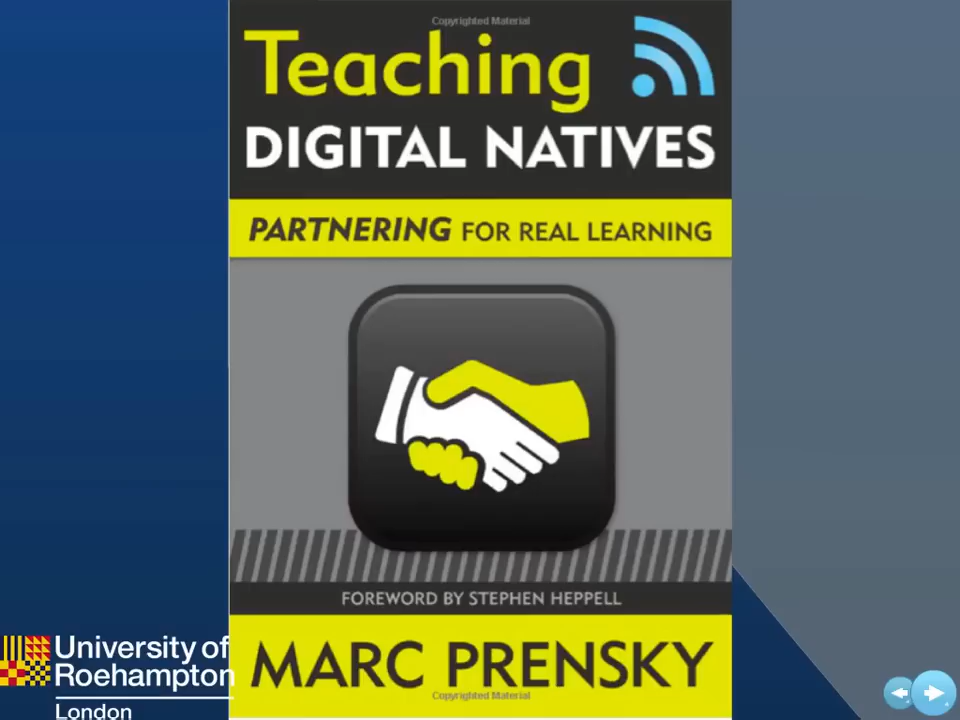 Copyrighted Material
Teaching
DIGITAL NATIVES
PARTNERING FOR REAL LEARNING
FOREWORD BY STEPHEN HEPPELL
MARC PRENSKY
Copyrighted Material
University of
Roehampton
London